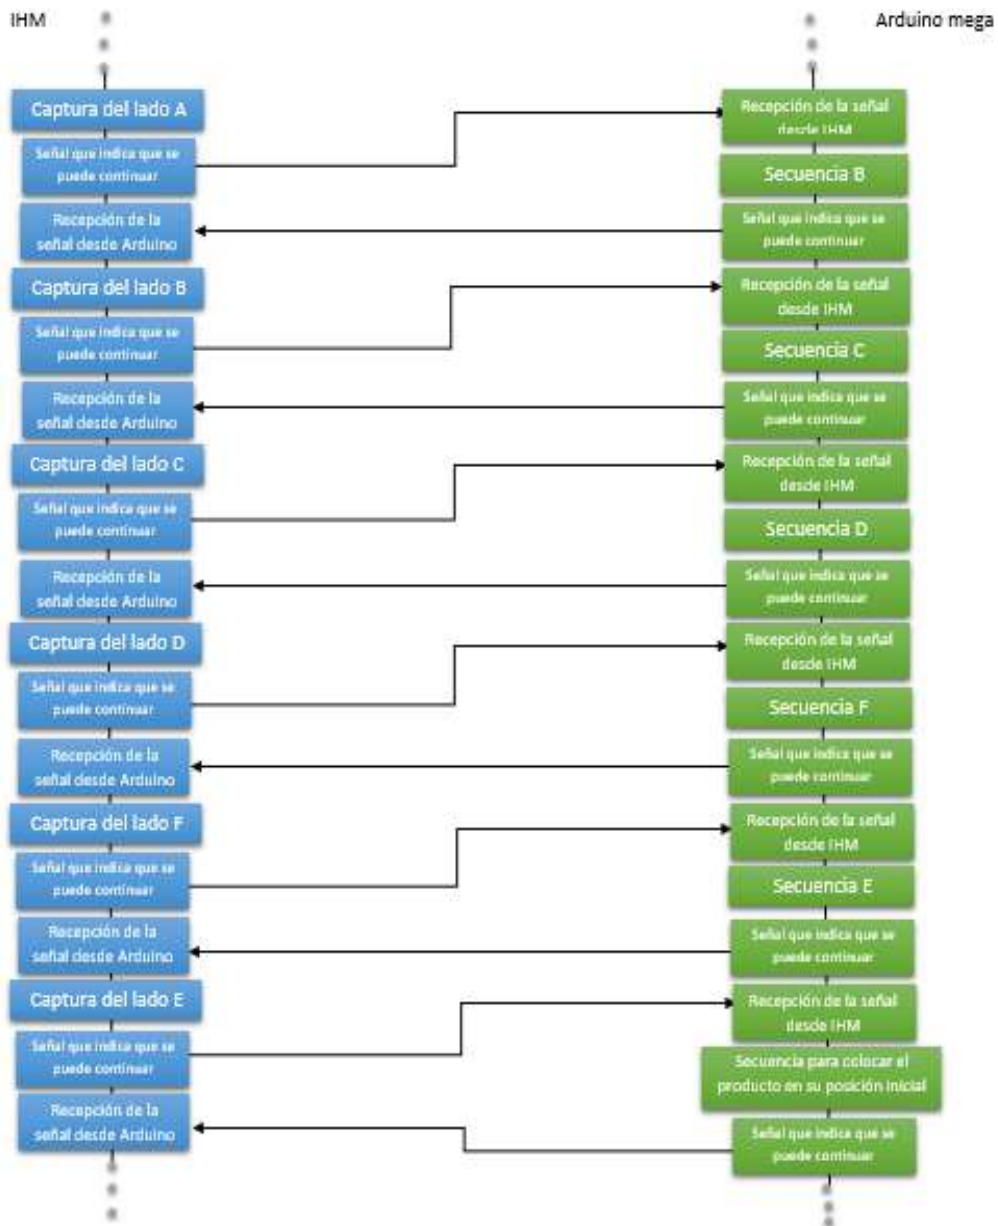 IHM
Arduino mega
Captura del lado A
Señal que indica que se
puede continuar
Recepción de la
señal desde Arduino
Captura del lado B
Señal que indica que se
puede continuar
Recepción de la
señal desde Arduino
Captura del lado C
Señal que indica que se
puede continuar
Recepción de la
señal desde Arduino
Captura del lado D
Señal que indica que se
puede continuar
Recepción de la
señal desde Arduino
Captura del lado F
Señal que indica que se
puede continuar
Recepción de la
señal desde Arduino
Captura del lado E
Señal que indica que se
puede continuar
Recepción de la
señal desde Arduino
Recepción de la señal
desde IHM
Secuencia B
Señal que indica que se
puede continuar
Recepción de la señal
desde IHM
Secuencia C
Señal que indica que se
puede continuar
Recepción de la señal
desde IHM
Secuencia D
Señal que indica que se
puede continuar
Recepción de la señal
desde IHM
Secuencia F
Señal que indica que se
puede continuar
Recepción de la señal
desde IHM
Secuencia E
Señal que indica que se
puede continuar
Recepción de la señal
desde IHM
Secuencia para colocar el
producto en su posición inicial
Señal que indica que se
puede continuar